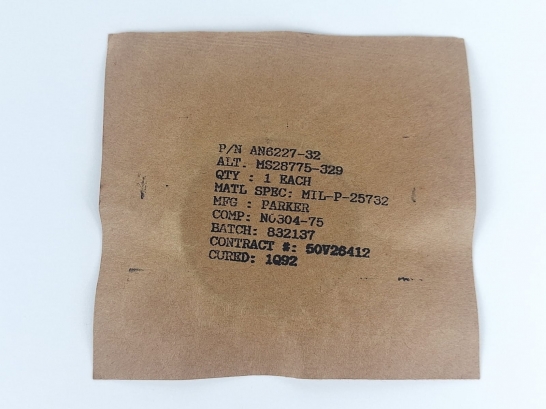 P/N AN6227-32
ALT. MS28775-329
QTY : 1 EACH
MATL SPEC: MIL-P-25732
MFG : PARKER
COMP: N0304-75
BATCH: 832137
CONTRACT #: 50V26412
CURED: 1Q92